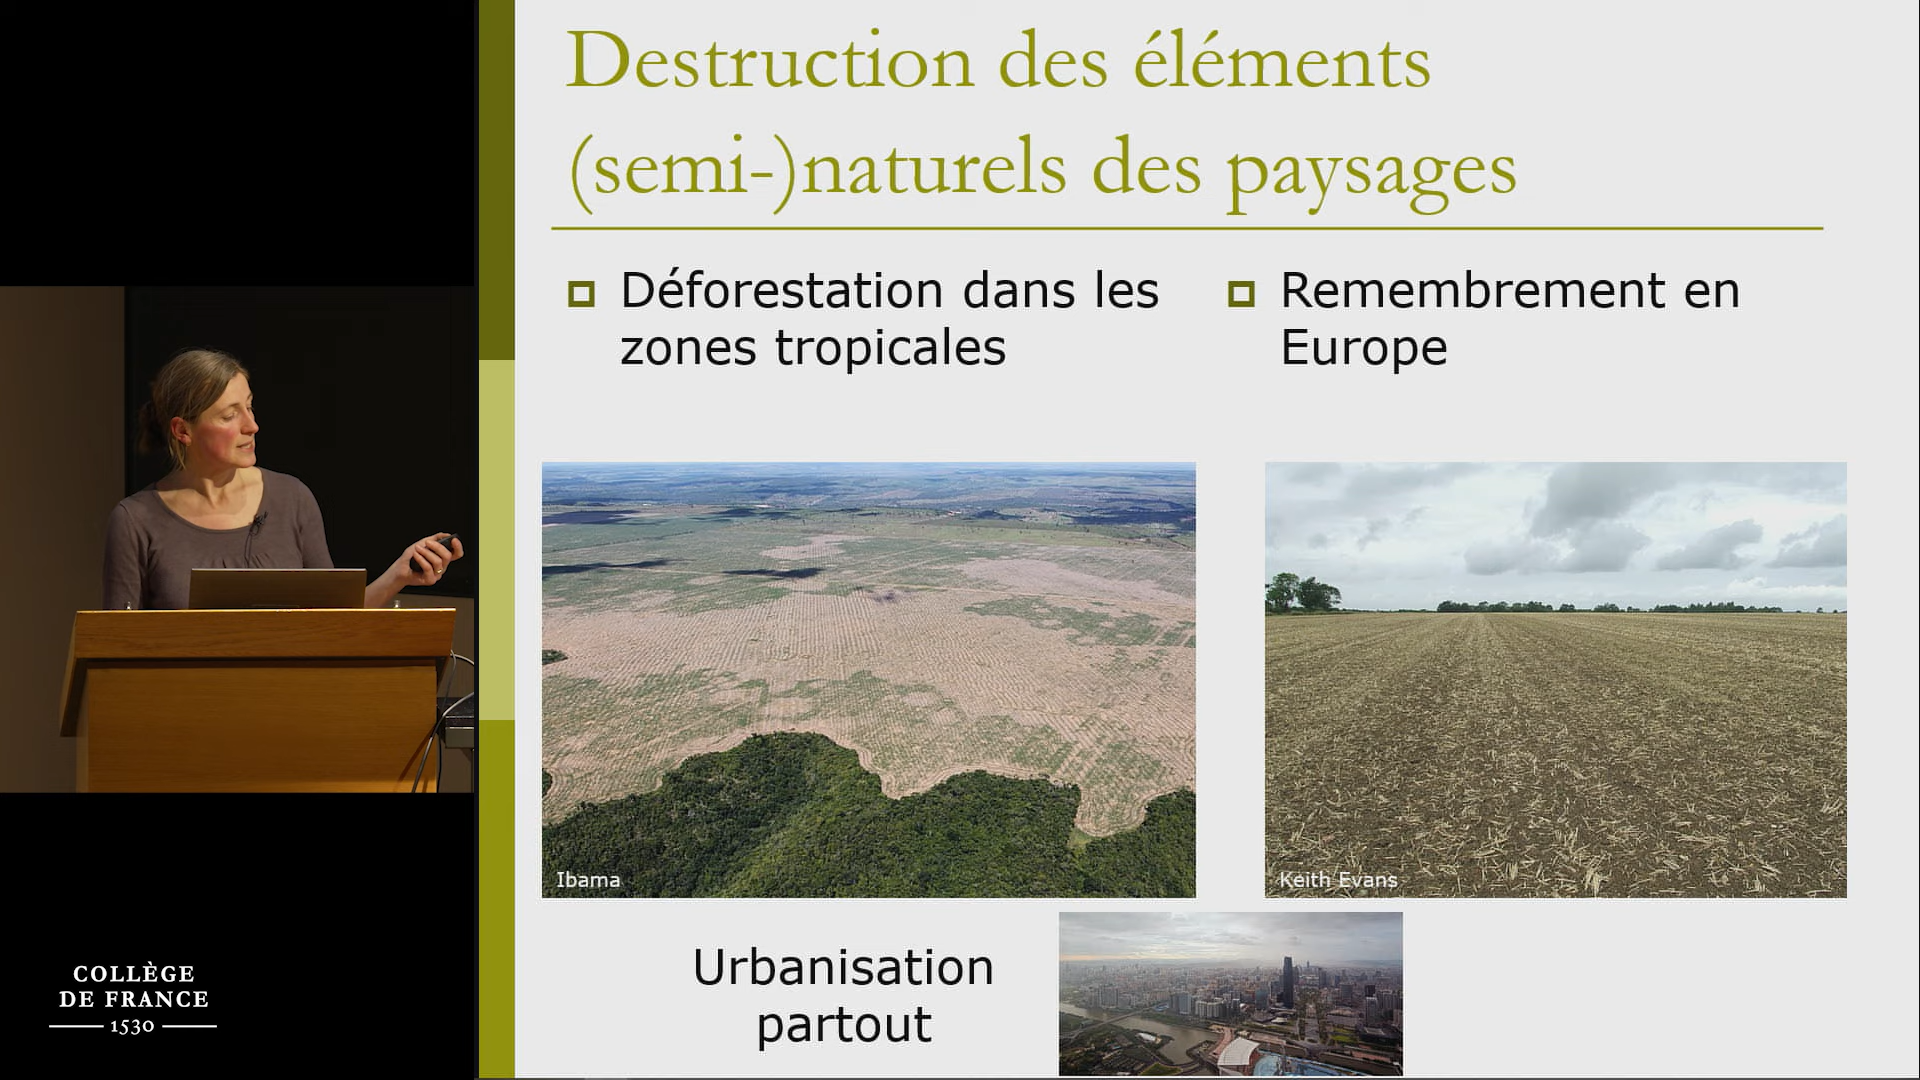 Destruction des éléments
(semi-)naturels des paysages
Déforestation dans les
zones tropicales
Remembrement en
Europe
Ibama
Keith Evans
Urbanisation
partout
COLLÈGE
DE FRANCE
1530